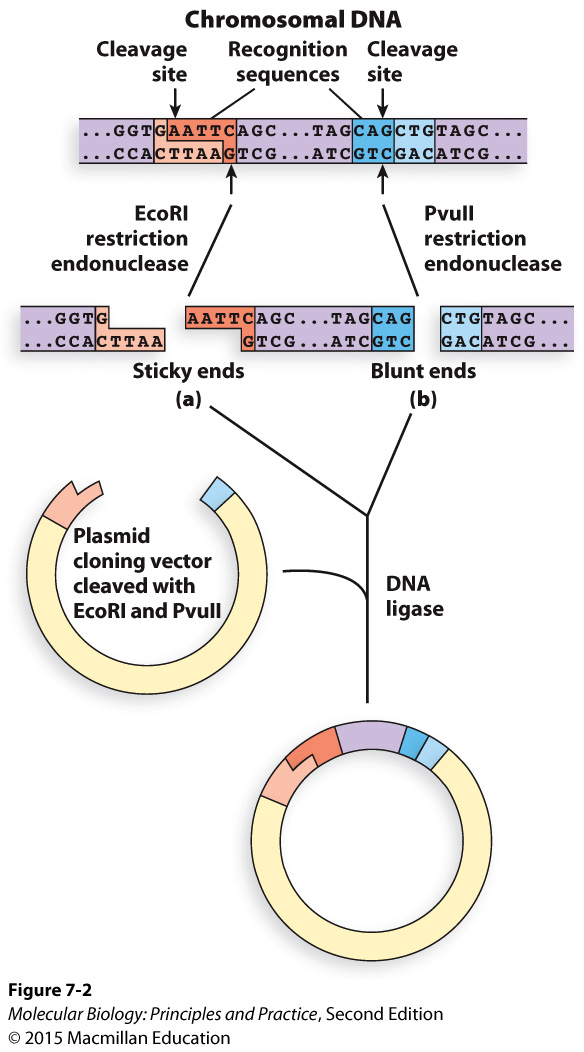 Chromosomal DNA
Cleavage
site
Recognition
sequences
Cleavage
site
...GGTGAATTCAGC...TAGCAGCTGTAGC...
...CCACTTAAGTCG...ATCGTCGACATCG...
EcoRI
restriction
endonuclease
PvuII
restriction
endonuclease
...GGTG
...CCACTTAA
AATTCAGC...TAGCAG
GTCG...ATCGTC
CTGTAGC...
GACATCG...
Sticky ends
(a)
Blunt ends
(b)
Plasmid
cloning vector
cleaved with
EcoRI and PvuII
DNA
ligase
Figure 7-2
Molecular Biology: Principles and Practice, Second Edition
© 2015 Macmillan Education